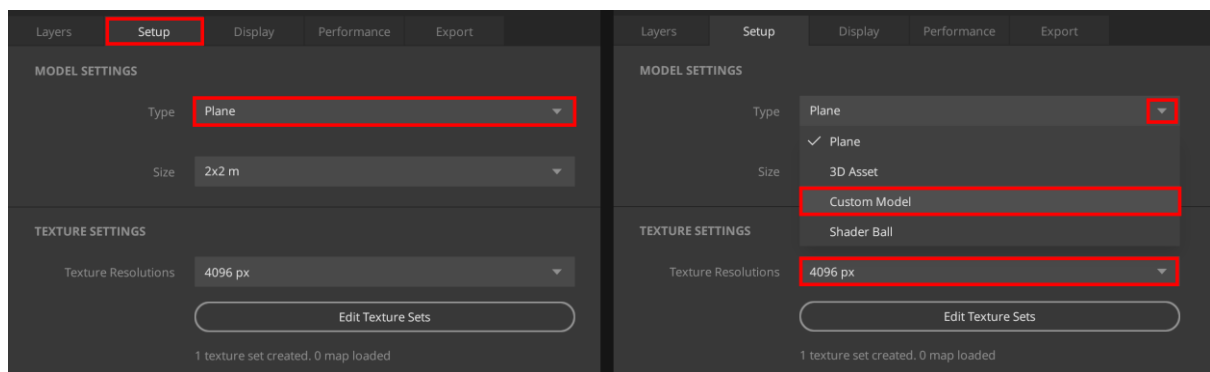 Layers Setup Display Performance Export
MODEL SETTINGS
Type Plane
Size 2x2 m
TEXTURE SETTINGS
Texture Resolutions 4096 px
Edit Texture Sets
1 texture set created. 0 map loaded
Layers Setup Display Performance Export
MODEL SETTINGS
Type Plane
Plane
Size 3D Asset
Custom Model
TEXTURE SETTINGS Shader Ball
Texture Resolutions 4096 px
Edit Texture Sets
1 texture set created. 0 map loaded